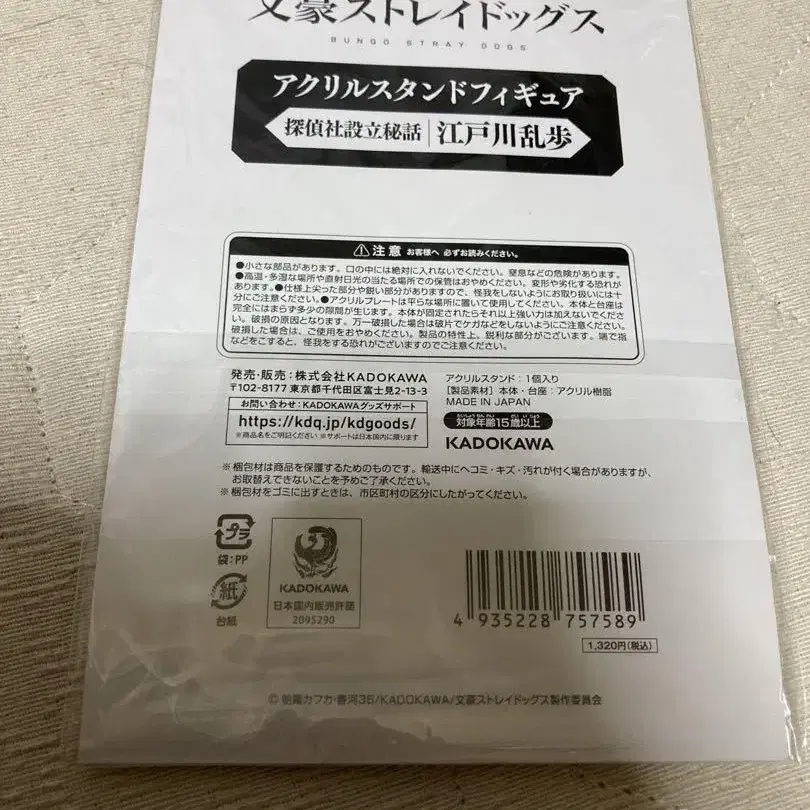 文豪ストレイドッグス
BUNGO STRAY DOGS
アクリルスタンドフィギュア
探偵社設立秘話 | 江戸川乱歩
⚠注意 お客様へ 必ずお読みください。
●小さな部品があります。口の中には絶対に入れないでください。窒息などの危険があります。
●高温・多湿な場所や直射日光の当たる場所での保管はおやめください。変形や劣化する恐れが
あります。●仕様上尖った部分や鋭い部分がありますので、怪我をしないようにお取り扱いには十
分にご注意ください。●アクリルプレートは平らな場所に置いて使用してください。本体と台座は
完全にはまらず多少の隙間が生じます。本体が固定されたらそれ以上強い力は加えないでくださ
い。破損の原因となります。万一破損した場合は破片でケガなどをしないようにご注意ください。
破損した場合は、ご使用をおやめください。製品の特性上、鋭利な部分がございます。端で指
などをこすると、怪我をする恐れがございますのでご注意ください。
発売・販売：株式会社KADOKAWA
〒102-8177 東京都千代田区富士見2-13-3
お問い合わせ：KADOKAWAグッズサポート
https://kdq.jp/kdgoods/
※商品名をご明記ください ※サポートは日本国内に限ります
アクリルスタンド：1個入り
[製品素材] 本体・台座：アクリル樹脂
MADE IN JAPAN
たいしょうねんれい さい いじょう
対象年齢15歳以上
KADOKAWA
※梱包材は商品を保護するためのものです。輸送中にヘコミ・キズ・汚れが付く場合がありますが、
お取替えできないことを予めご了承ください。
※梱包材をゴミに出すときは、市区町村の区分にしたがってください。
プラ
袋：PP
紙
台紙
KADOKAWA
日本国内販売許諾
2095290
4 935228 757589
1,320円(税込)
© 朝霧カフカ・春河35/KADOKAWA/文豪ストレイドッグス製作委員会